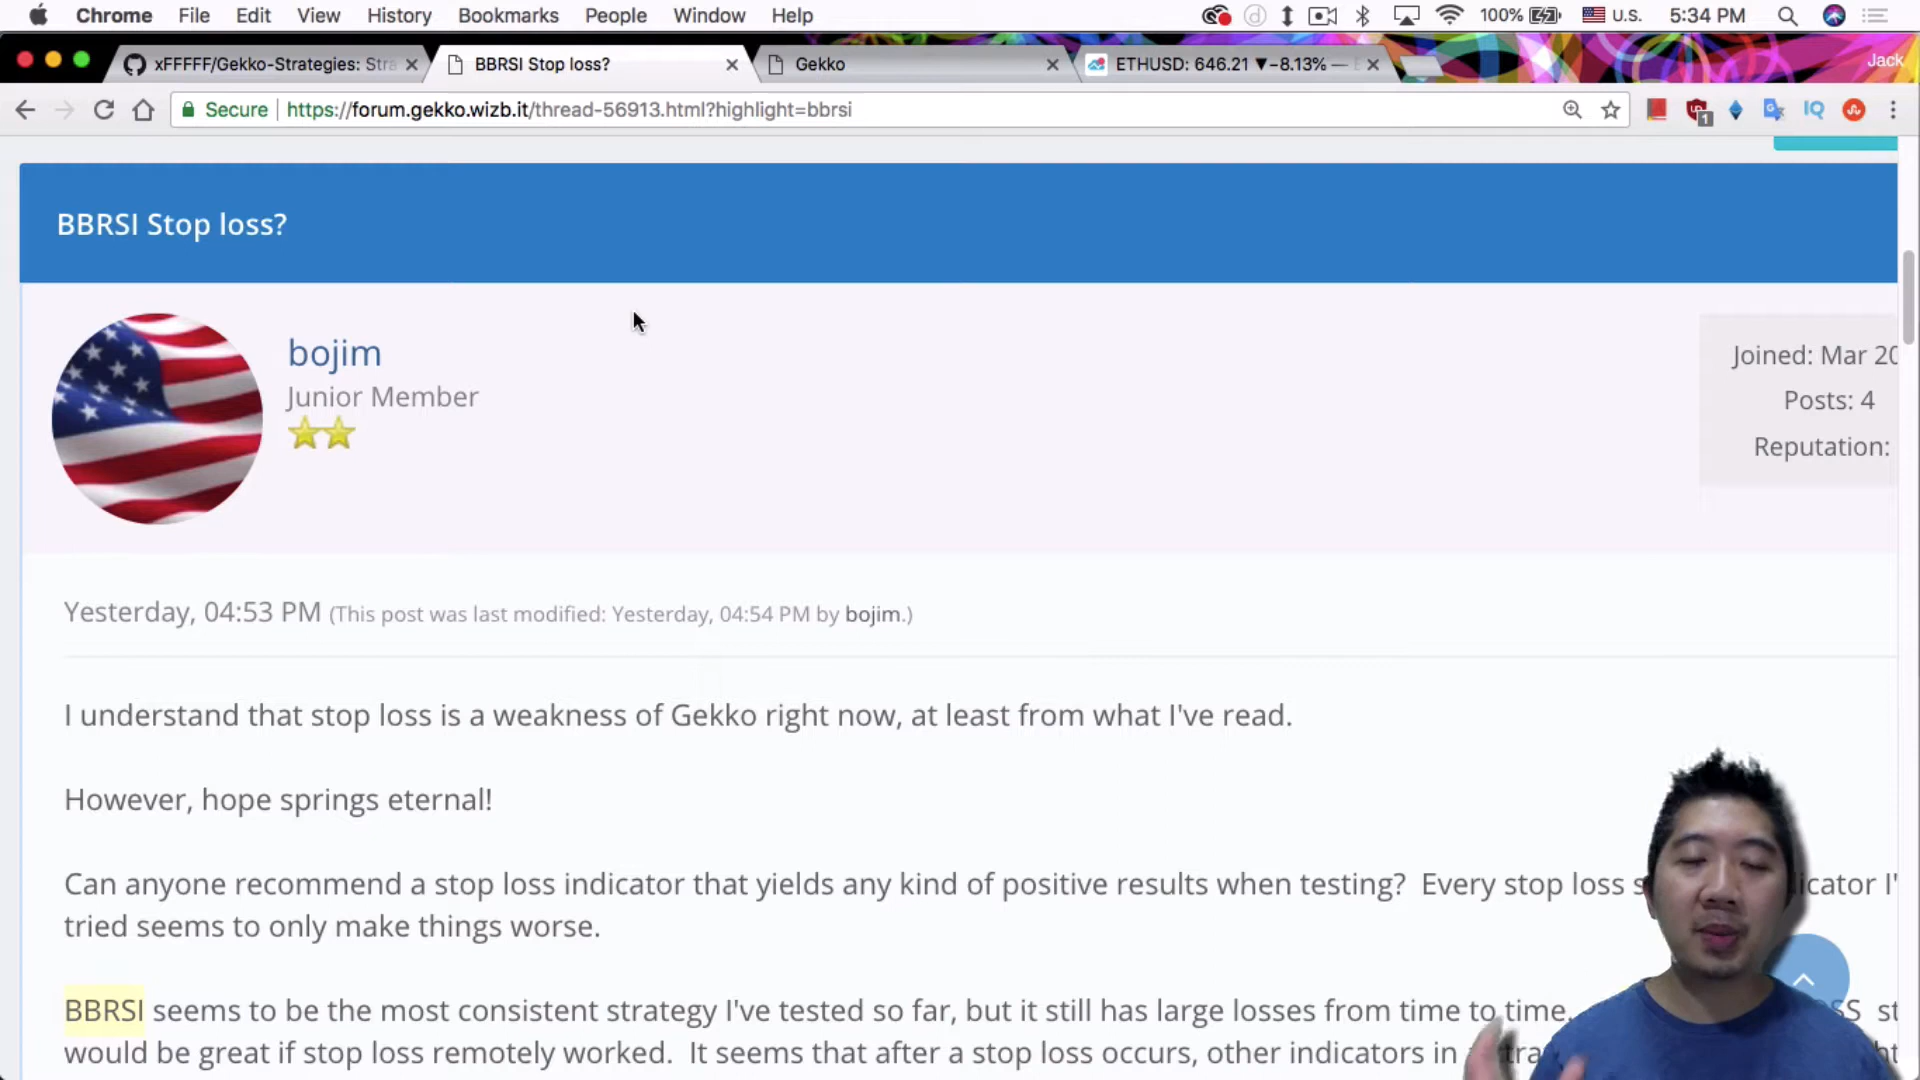 Chrome File Edit View History Bookmarks People Window Help 100% U.S. 5:34 PM
xFFFFF/Gekko-Strategies: Stra BBRSI Stop loss? Gekko ETHUSD: 646.21 ▼−8.13% — Jack
Secure https://forum.gekko.wizb.it/thread-56913.html?highlight=bbrsi 1 IQ
BBRSI Stop loss?
bojim
Junior Member
Joined: Mar 20
Posts: 4
Reputation:
Yesterday, 04:53 PM (This post was last modified: Yesterday, 04:54 PM by bojim.)
I understand that stop loss is a weakness of Gekko right now, at least from what I've read.
However, hope springs eternal!
Can anyone recommend a stop loss indicator that yields any kind of positive results when testing? Every stop loss s icator I'
tried seems to only make things worse.
BBRSI seems to be the most consistent strategy I've tested so far, but it still has large losses from time to time. SS st
would be great if stop loss remotely worked. It seems that after a stop loss occurs, other indicators in